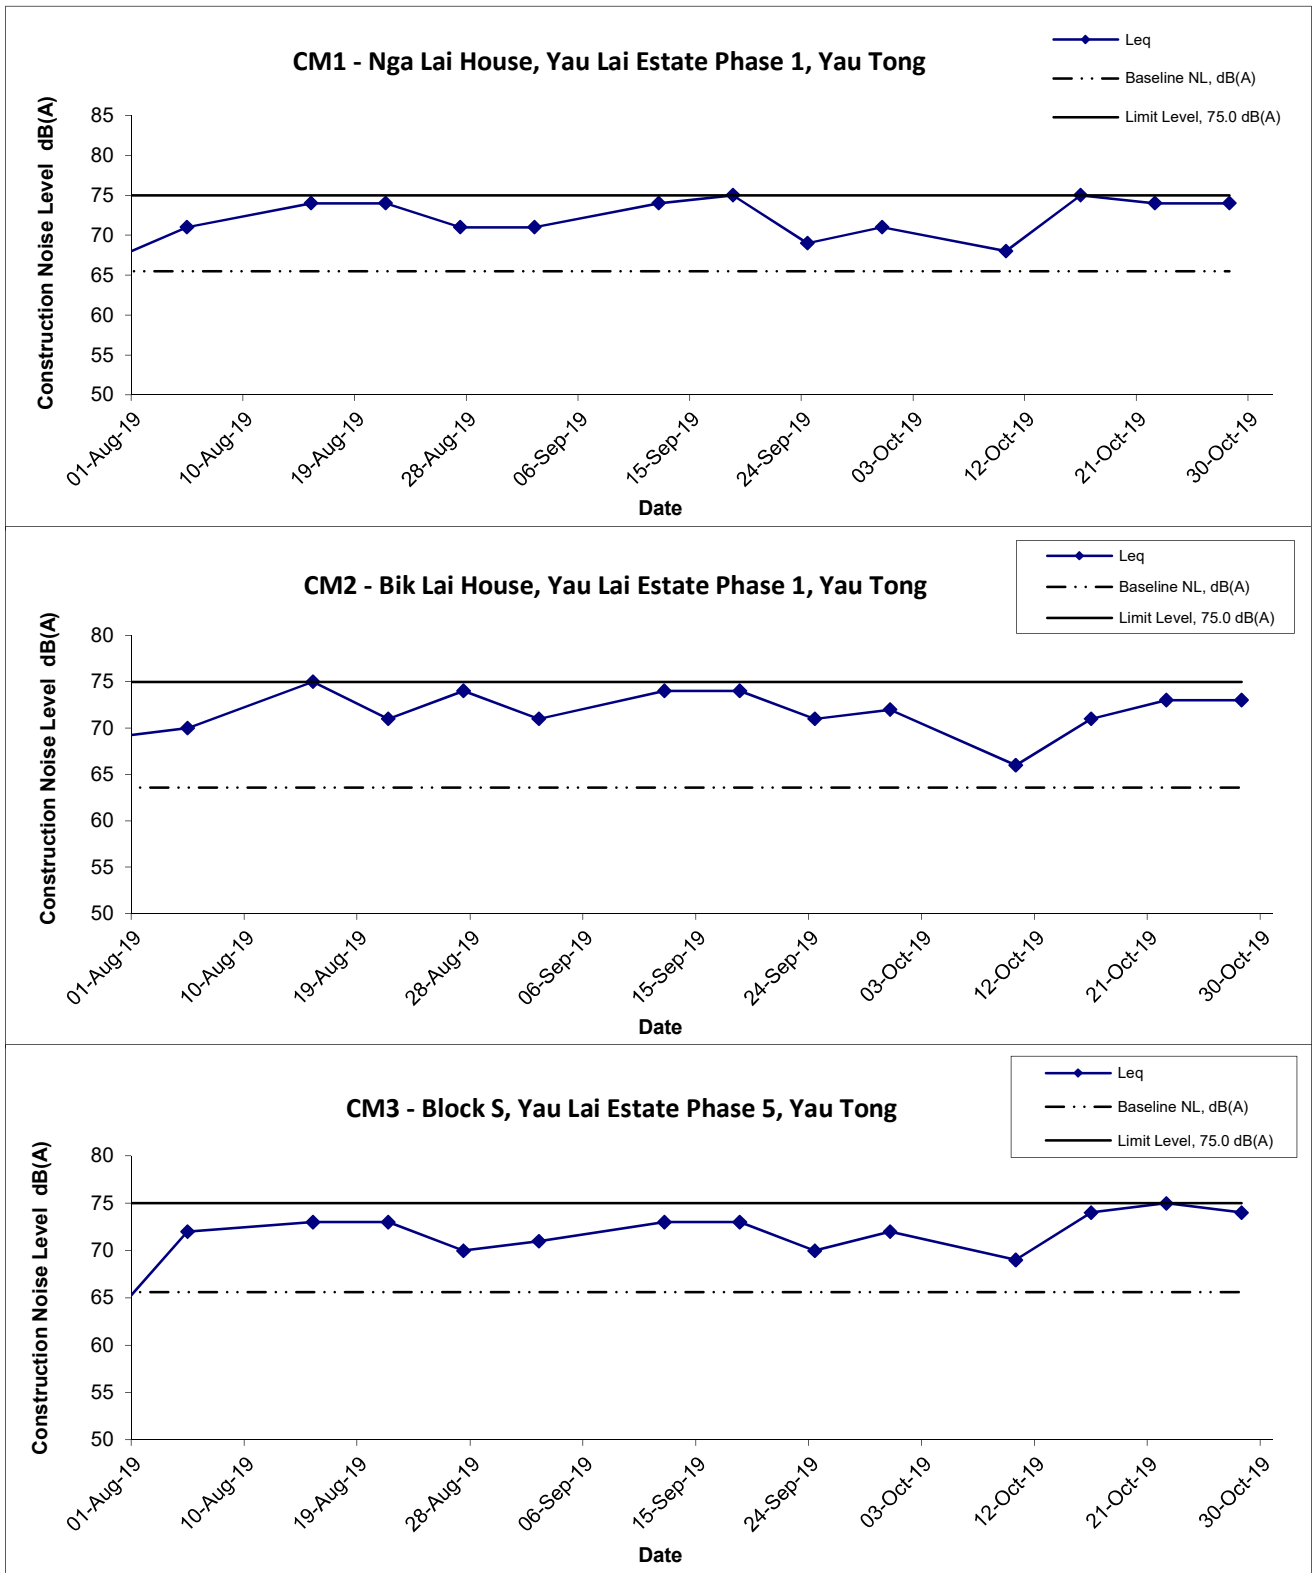 CM1 - Nga Lai House, Yau Lai Estate Phase 1, Yau Tong
Leq
Baseline NL, dB(A)
Limit Level, 75.0 dB(A)
Construction Noise Level dB(A)
85
80
75
70
65
60
55
50
01-Aug-19
10-Aug-19
19-Aug-19
28-Aug-19
06-Sep-19
15-Sep-19
24-Sep-19
03-Oct-19
12-Oct-19
21-Oct-19
30-Oct-19
Date
CM2 - Bik Lai House, Yau Lai Estate Phase 1, Yau Tong
Leq
Baseline NL, dB(A)
Limit Level, 75.0 dB(A)
Construction Noise Level dB(A)
80
75
70
65
60
55
50
01-Aug-19
10-Aug-19
19-Aug-19
28-Aug-19
06-Sep-19
15-Sep-19
24-Sep-19
03-Oct-19
12-Oct-19
21-Oct-19
30-Oct-19
Date
CM3 - Block S, Yau Lai Estate Phase 5, Yau Tong
Leq
Baseline NL, dB(A)
Limit Level, 75.0 dB(A)
Construction Noise Level dB(A)
80
75
70
65
60
55
50
01-Aug-19
10-Aug-19
19-Aug-19
28-Aug-19
06-Sep-19
15-Sep-19
24-Sep-19
03-Oct-19
12-Oct-19
21-Oct-19
30-Oct-19
Date